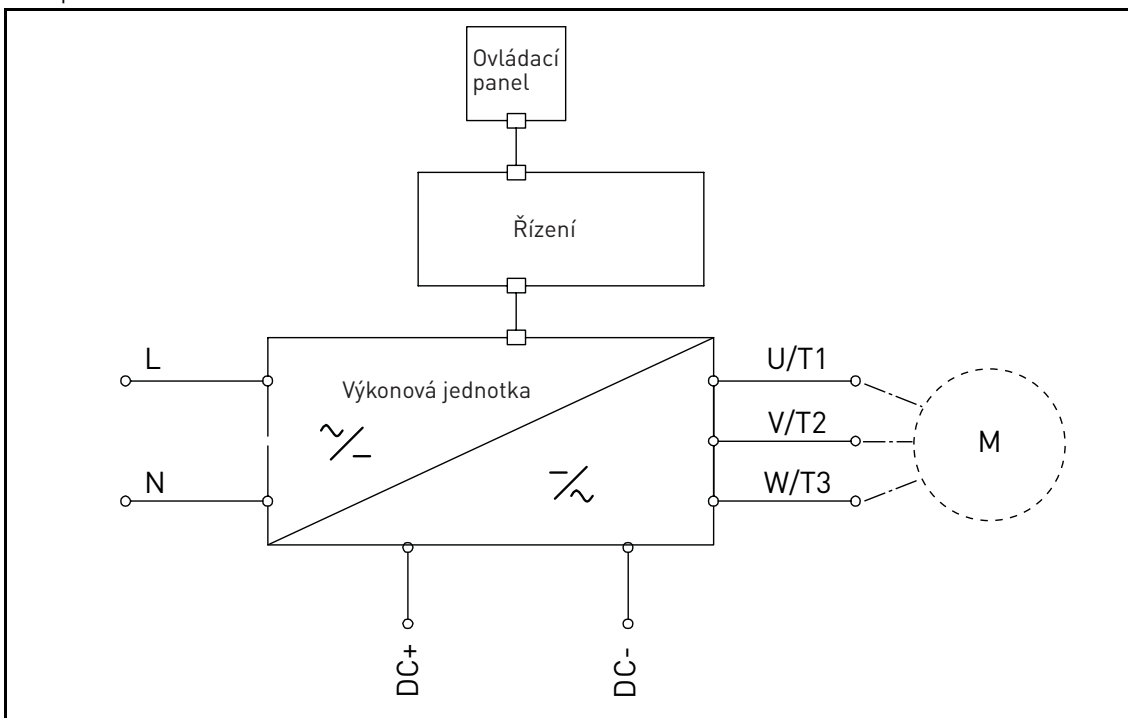 Ovládací
panel
Řízení
L
Výkonová jednotka
U/T1
V/T2
M
N
W/T3
DC+
DC-